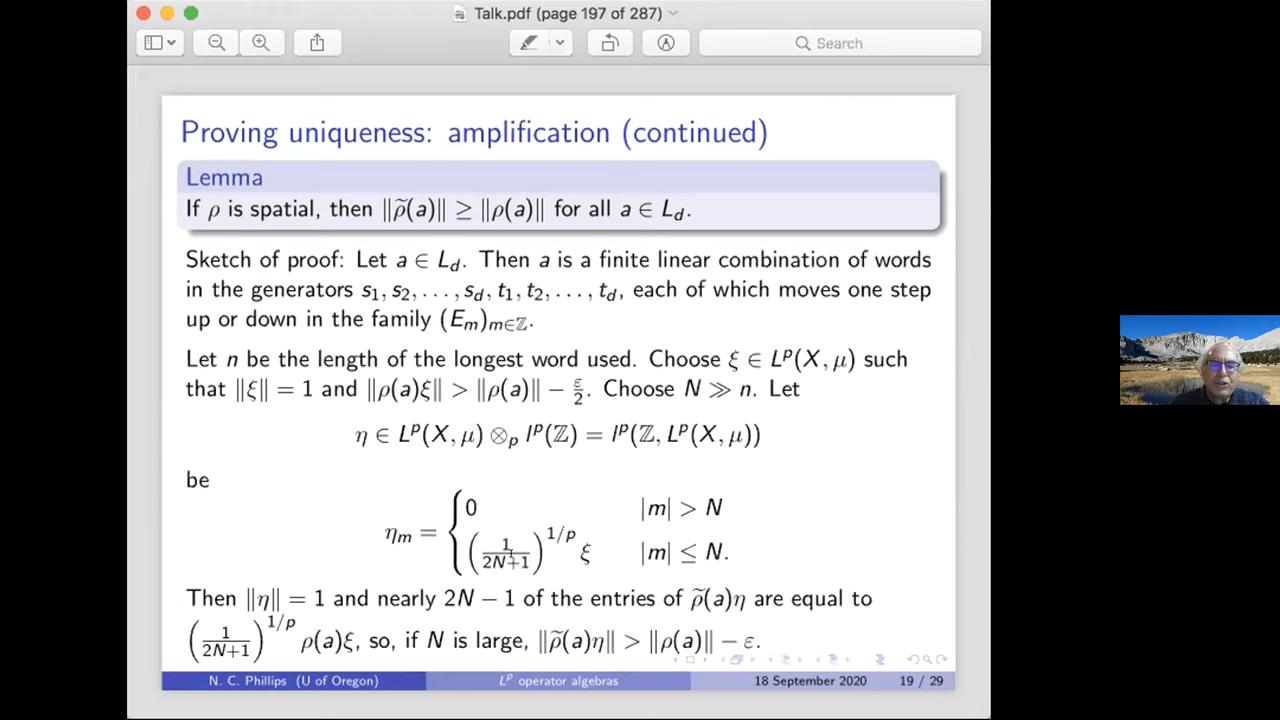 Talk.pdf (page 197 of 287)
Search
Proving uniqueness: amplification (continued)
Lemma
If ρ is spatial, then ‖ρ̃(a)‖ ≥ ‖ρ(a)‖ for all a ∈ L_d.
Sketch of proof: Let a ∈ L_d. Then a is a finite linear combination of words
in the generators s₁, s₂, . . . , s_d, t₁, t₂, . . . , t_d, each of which moves one step
up or down in the family (E_m)_{m∈ℤ}.
Let n be the length of the longest word used. Choose ξ ∈ L^p(X, μ) such
that ‖ξ‖ = 1 and ‖ρ(a)ξ‖ > ‖ρ(a)‖ − ε/2. Choose N ≫ n. Let
η ∈ L^p(X, μ) ⊗_p l^p(ℤ) = l^p(ℤ, L^p(X, μ))
be
η_m = { 0 |m| > N
(1/(2N+1))^{1/p} ξ |m| ≤ N.
Then ‖η‖ = 1 and nearly 2N − 1 of the entries of ρ̃(a)η are equal to
(1/(2N+1))^{1/p} ρ(a)ξ, so, if N is large, ‖ρ̃(a)η‖ > ‖ρ(a)‖ − ε.
N. C. Phillips (U of Oregon) L^p operator algebras 18 September 2020 19 / 29